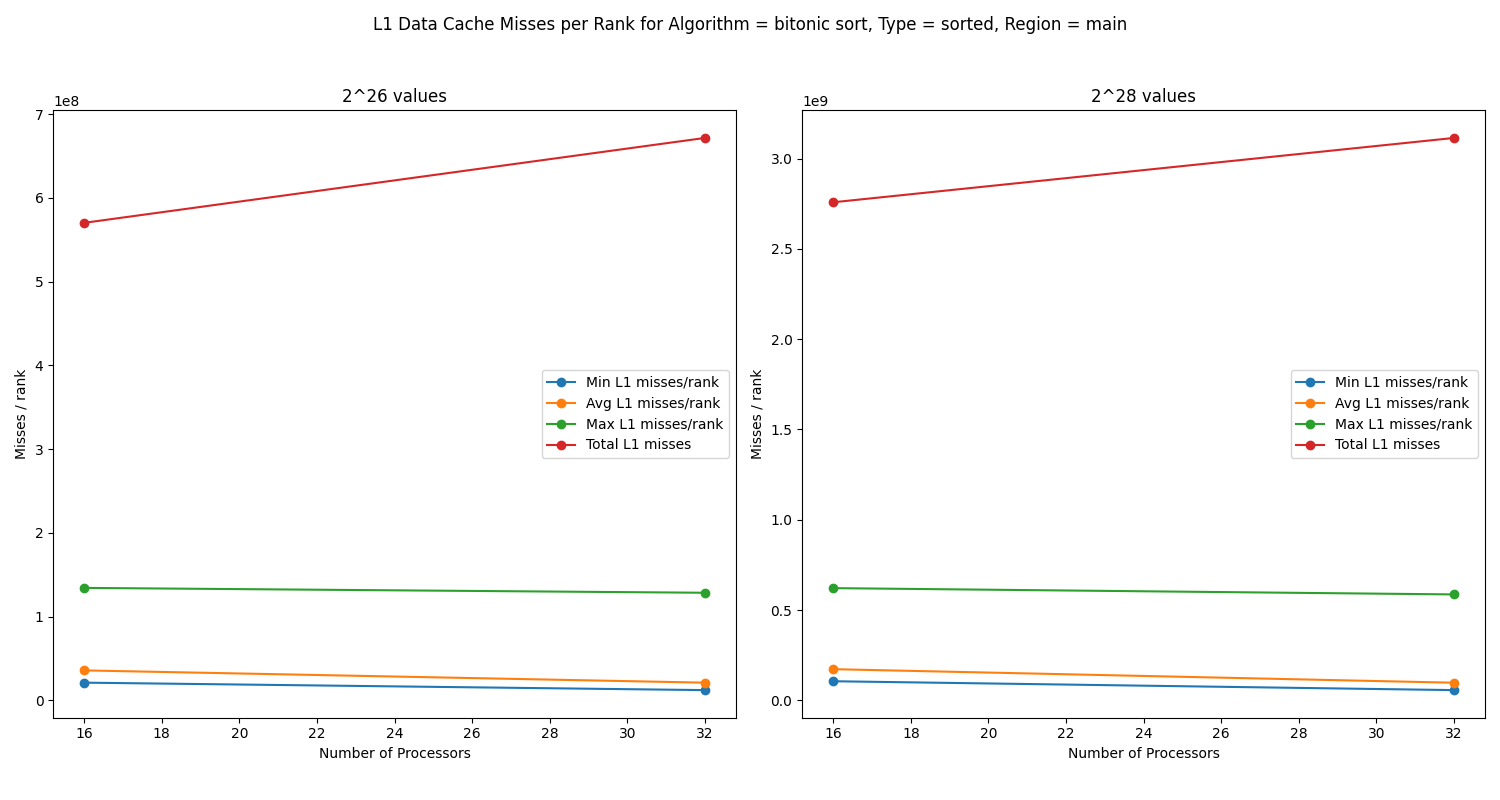 L1 Data Cache Misses per Rank for Algorithm = bitonic sort, Type = sorted, Region = main
2^26 values
1e8
7
6
5
4
3
2
1
0
Misses / rank
16 18 20 22 24 26 28 30 32
Number of Processors
Min L1 misses/rank
Avg L1 misses/rank
Max L1 misses/rank
Total L1 misses
2^28 values
1e9
3.0
2.5
2.0
1.5
1.0
0.5
0.0
Misses / rank
16 18 20 22 24 26 28 30 32
Number of Processors
Min L1 misses/rank
Avg L1 misses/rank
Max L1 misses/rank
Total L1 misses